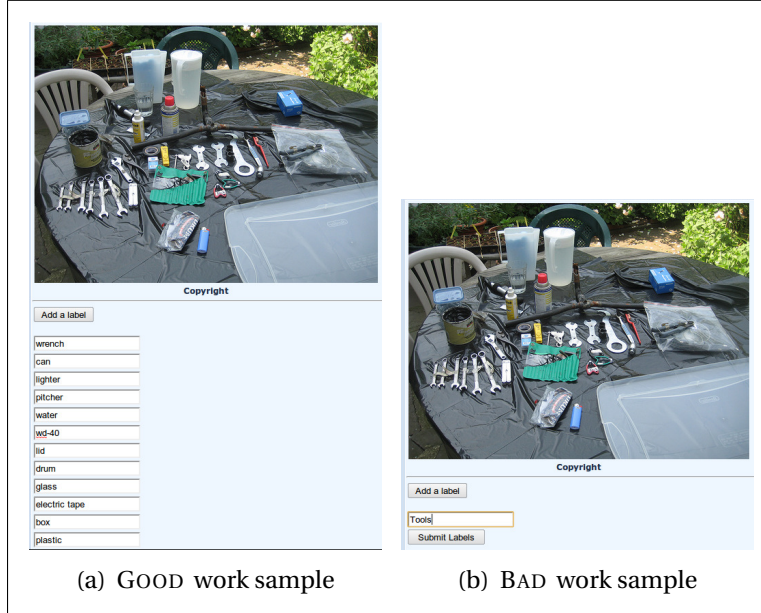 Copyright
Add a label
wrench
can
lighter
pitcher
water
wd-40
lid
drum
glass
electric tape
box
plastic
(a) GOOD work sample
Copyright
Add a label
Tools
Submit Labels
(b) BAD work sample